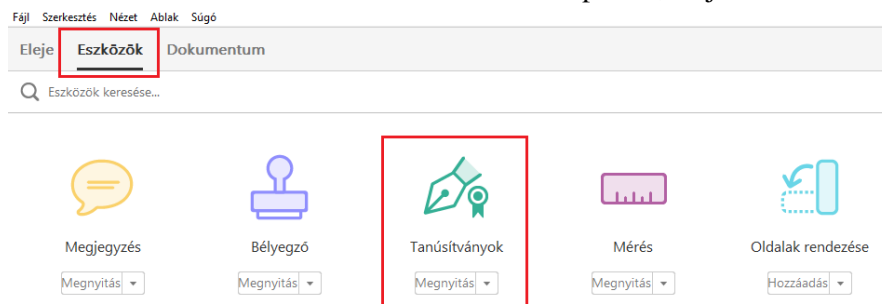 Fájl Szerkesztés Nézet Ablak Súgó
Eleje Eszközök Dokumentum
Eszközök keresése...
Megjegyzés Bélyegző Tanúsítványok Mérés Oldalak rendezése
Megnyitás Megnyitás Megnyitás Megnyitás Hozzáadás